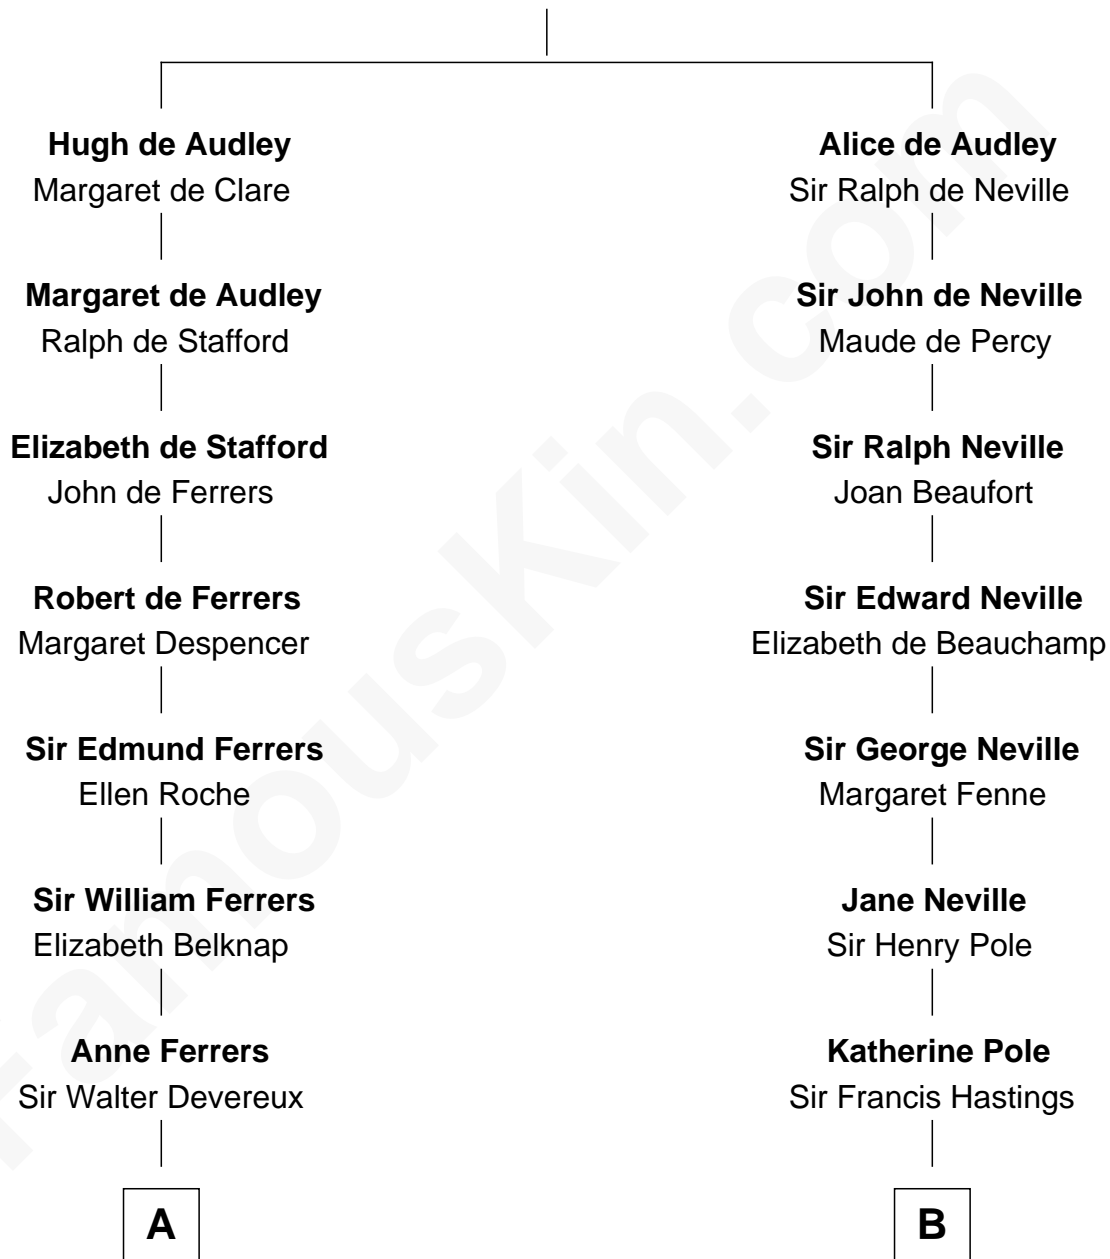 Hugh de Audley
Margaret de Clare
Margaret de Audley
Ralph de Stafford
Elizabeth de Stafford
John de Ferrers
Robert de Ferrers
Margaret Despencer
Sir Edmund Ferrers
Ellen Roche
Sir William Ferrers
Elizabeth Belknap
Anne Ferrers
Sir Walter Devereux
A
Alice de Audley
Sir Ralph de Neville
Sir John de Neville
Maude de Percy
Sir Ralph Neville
Joan Beaufort
Sir Edward Neville
Elizabeth de Beauchamp
Sir George Neville
Margaret Fenne
Jane Neville
Sir Henry Pole
Katherine Pole
Sir Francis Hastings
B
FamousKin.com